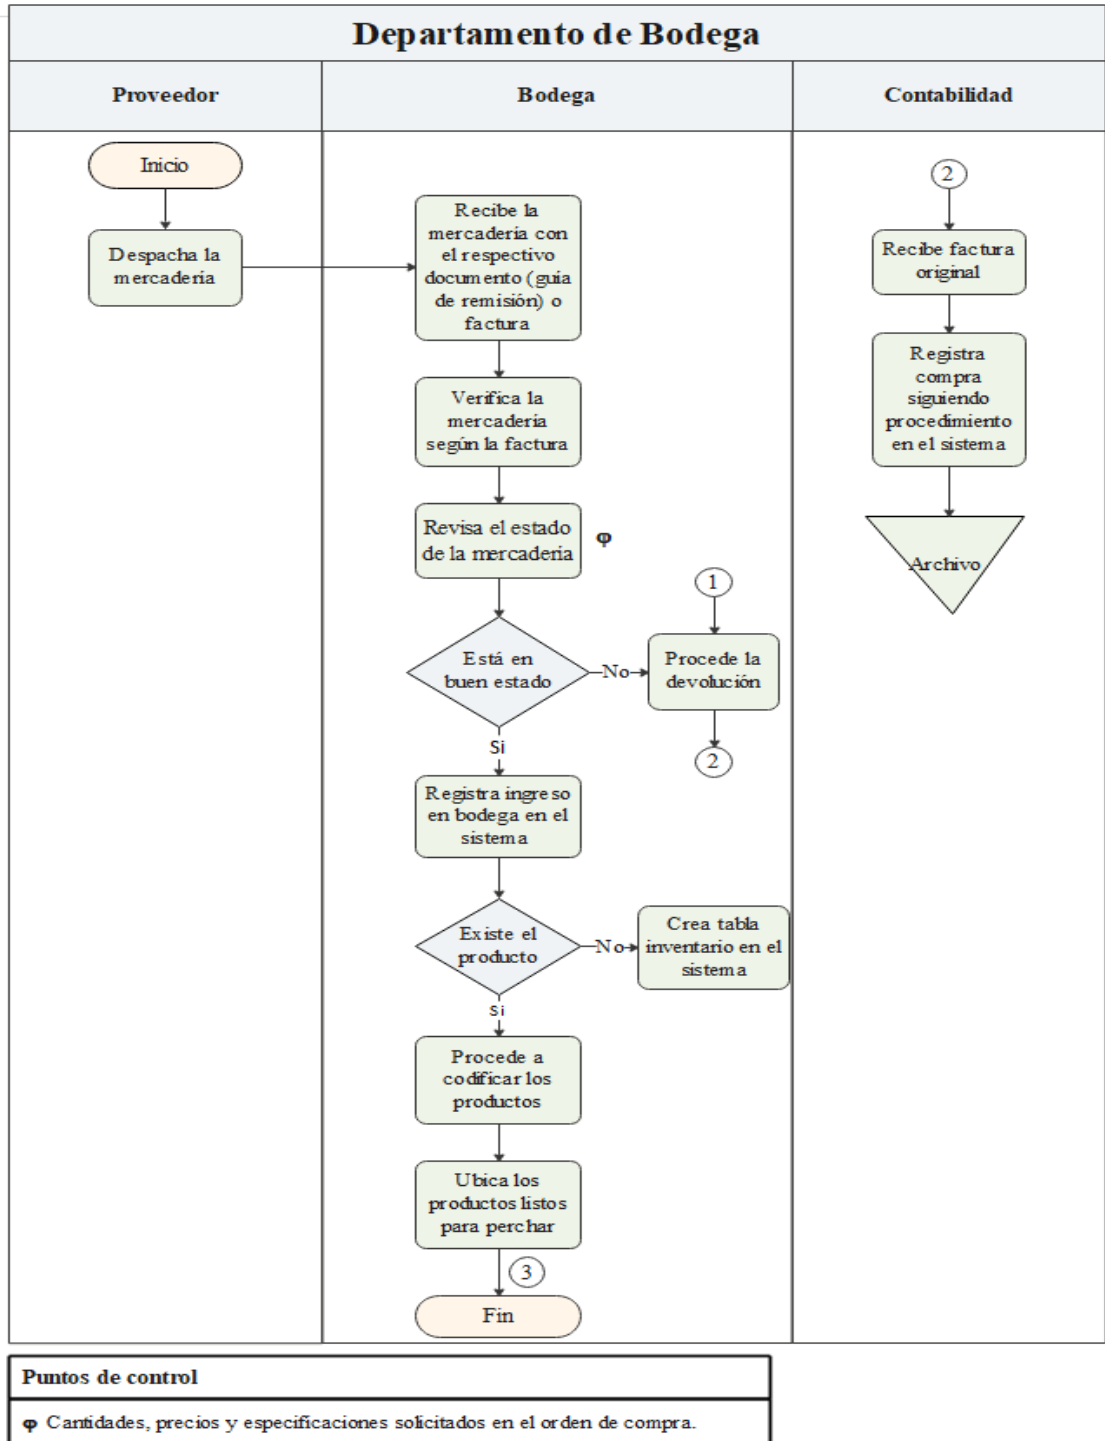 Departamento de Bodega
Proveedor
Bodega
Contabilidad
Inicio
Despacha la
mercadería
Recibe la
mercadería con
el respectivo
documento (guía
de remisión) o
factura
Verifica la
mercadería
según la factura
Revisa el estado
de la mercadería
φ
Está en
buen estado
No
1
Procede la
devolución
2
Si
Registra ingreso
en bodega en el
sistema
Existe el
producto
No
Crea tabla
inventario en el
sistema
Si
Procede a
codificar los
productos
Ubica los
productos listos
para perchar
3
Fin
2
Recibe factura
original
Registra
compra
siguiendo
procedimiento
en el sistema
Archivo
Puntos de control
φ Cantidades, precios y especificaciones solicitados en el orden de compra.